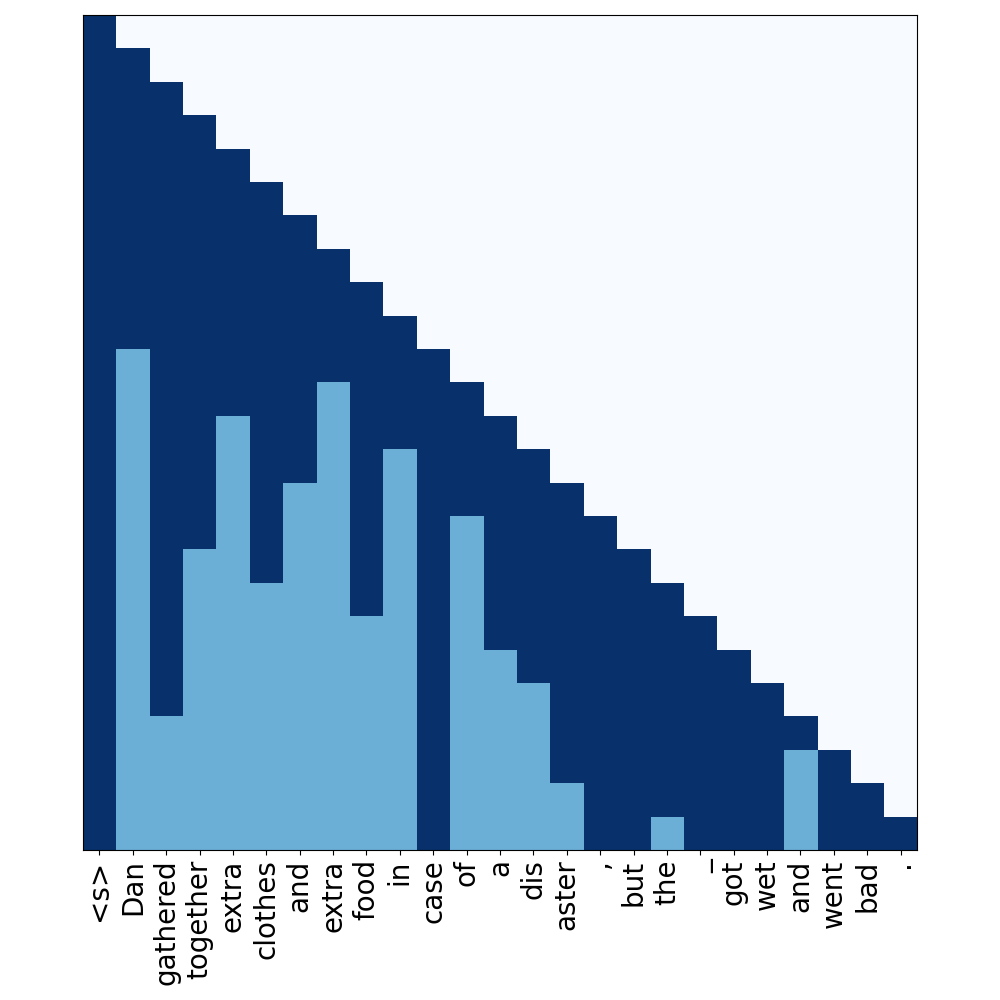 <s> Dan gathered together extra clothes and extra food in case of a dis aster , but the _ got wet and went bad .